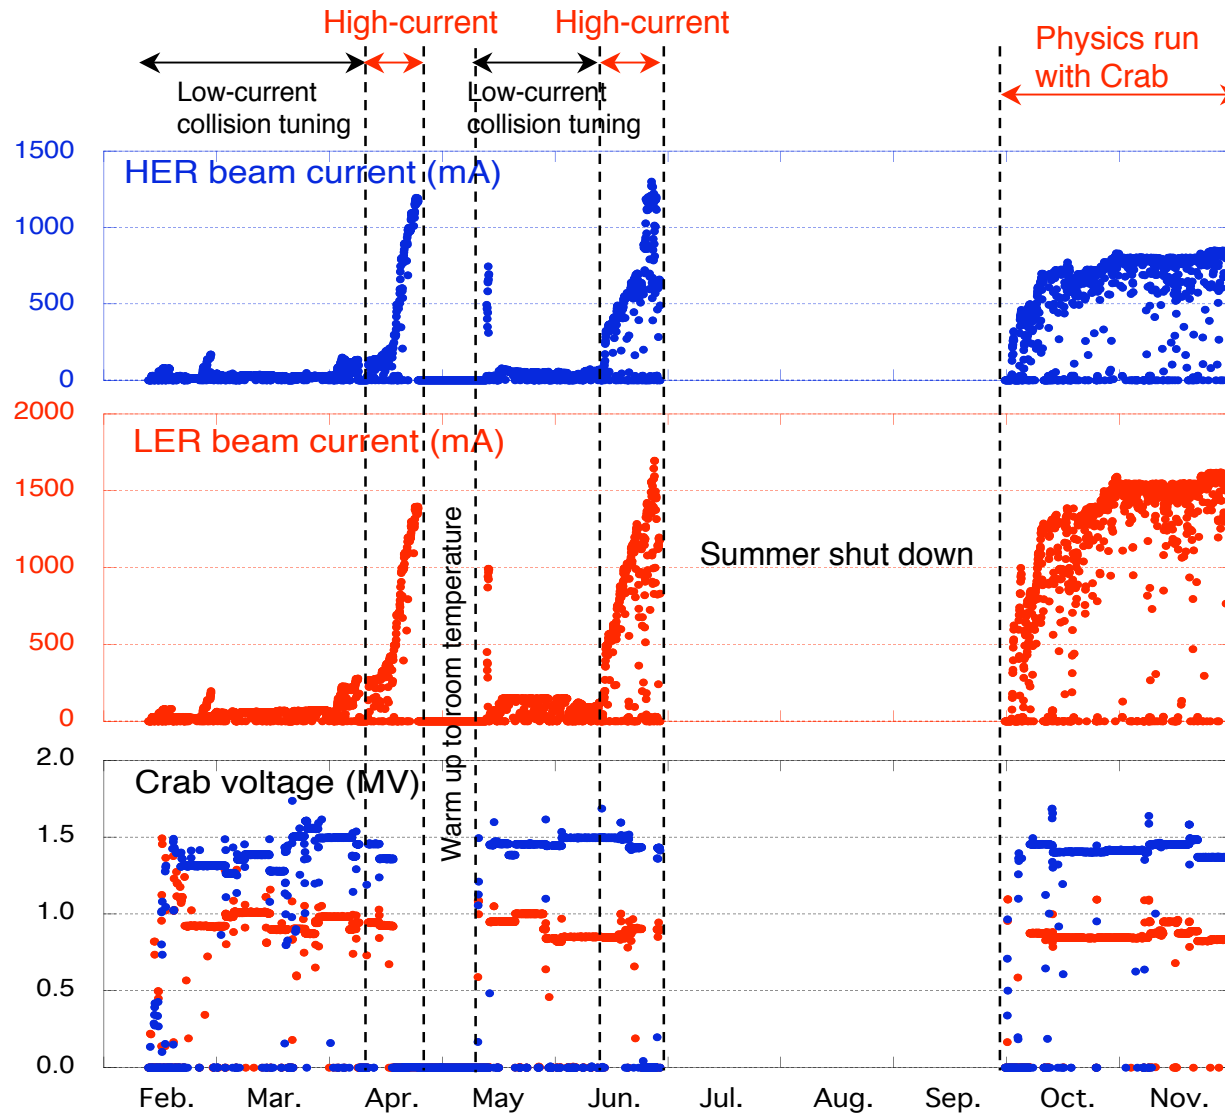 High-current
High-current
Physics run
with Crab
Low-current
collision tuning
Low-current
collision tuning
1500
HER beam current (mA)
1000
500
0
2000
LER beam current (mA)
1500
1000
500
0
Warm up to room temperature
Summer shut down
2.0
Crab voltage (MV)
1.5
1.0
0.5
0.0
Feb. Mar. Apr. May Jun. Jul. Aug. Sep. Oct. Nov.